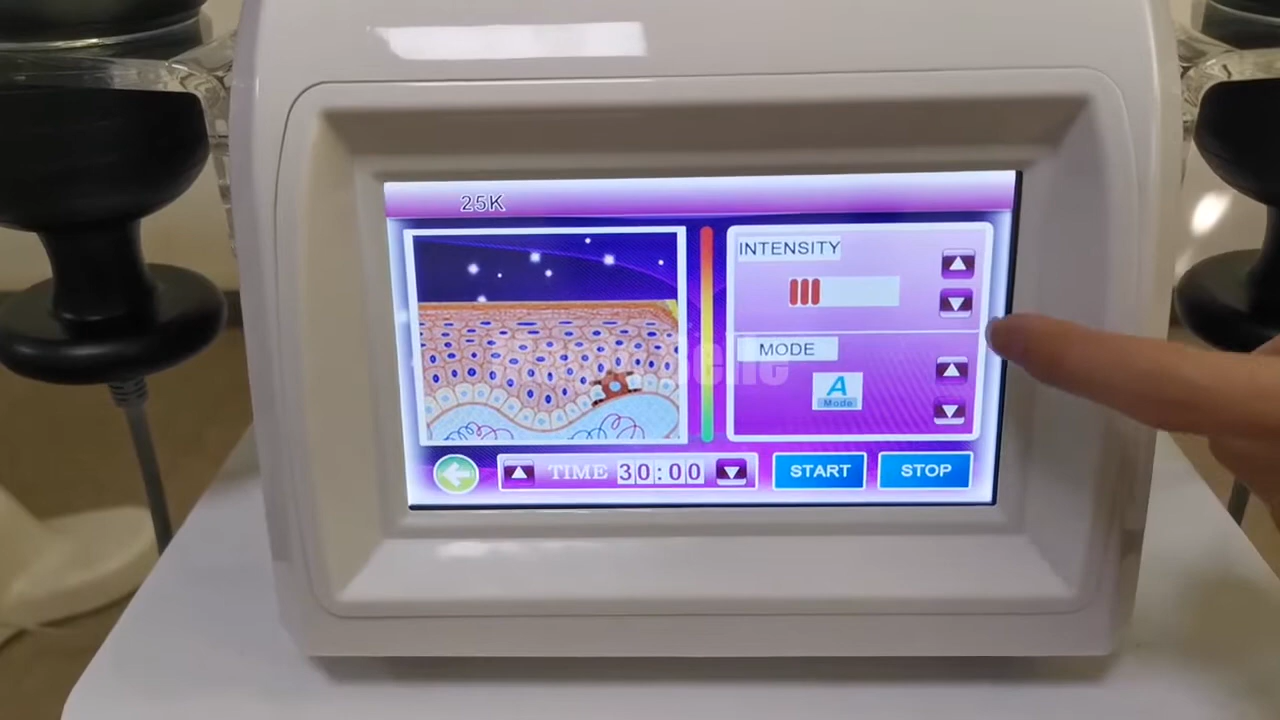 25K
INTENSITY
MODE
A
Mode
TIME 30:00
START
STOP